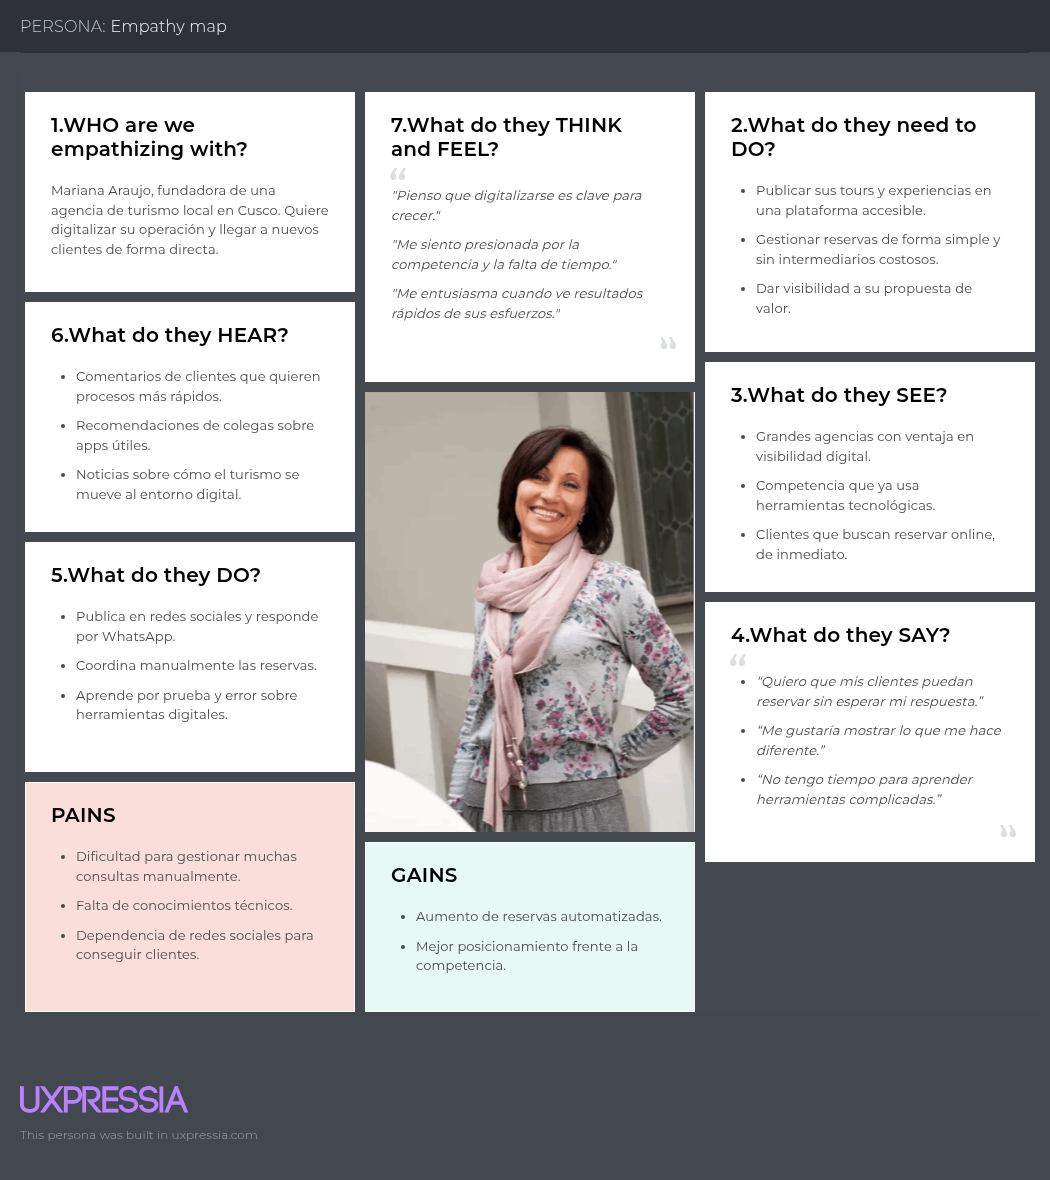 PERSONA: Empathy map
1.WHO are we
empathizing with?
Mariana Araujo, fundadora de una
agencia de turismo local en Cusco. Quiere
digitalizar su operación y llegar a nuevos
clientes de forma directa.
6.What do they HEAR?
• Comentarios de clientes que quieren
procesos más rápidos.
• Recomendaciones de colegas sobre
apps útiles.
• Noticias sobre cómo el turismo se
mueve al entorno digital.
5.What do they DO?
• Publica en redes sociales y responde
por WhatsApp.
• Coordina manualmente las reservas.
• Aprende por prueba y error sobre
herramientas digitales.
PAINS
• Dificultad para gestionar muchas
consultas manualmente.
• Falta de conocimientos técnicos.
• Dependencia de redes sociales para
conseguir clientes.
7.What do they THINK
and FEEL?
"Pienso que digitalizarse es clave para
crecer."
"Me siento presionada por la
competencia y la falta de tiempo."
"Me entusiasma cuando ve resultados
rápidos de sus esfuerzos."
GAINS
• Aumento de reservas automatizadas.
• Mejor posicionamiento frente a la
competencia.
2.What do they need to
DO?
• Publicar sus tours y experiencias en
una plataforma accesible.
• Gestionar reservas de forma simple y
sin intermediarios costosos.
• Dar visibilidad a su propuesta de
valor.
3.What do they SEE?
• Grandes agencias con ventaja en
visibilidad digital.
• Competencia que ya usa
herramientas tecnológicas.
• Clientes que buscan reservar online,
de inmediato.
4.What do they SAY?
• “Quiero que mis clientes puedan
reservar sin esperar mi respuesta.”
• “Me gustaría mostrar lo que me hace
diferente.”
• “No tengo tiempo para aprender
herramientas complicadas.”
UXPRESSIA
This persona was built in uxpressia.com